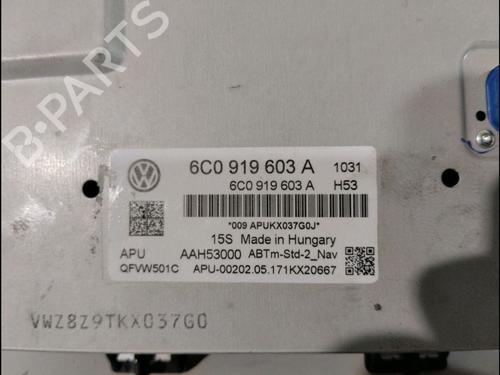 B-PARTS
6C0 919 603 A 1031
6C0 919 603 A H53
*009 APUKX037G0J*
15S Made in Hungary
APU AAH53000 ABTm-Std-2_Nav
QFVW501C APU-00202.05.171KX20667
VWZ8Z9TKX037G0